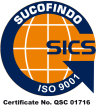 SUCOFINDO
SICS
ISO 9001
Certificate No. QSC 01716